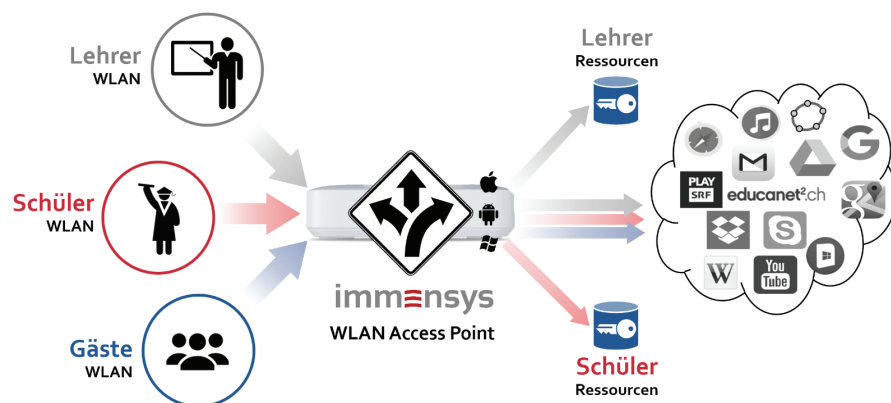 Lehrer
WLAN
Schüler
WLAN
Gäste
WLAN
immensys
WLAN Access Point
Lehrer
Ressourcen
Schüler
Ressourcen
G
M
PLAY
SRF
educanet².ch
S
W
You
Tube